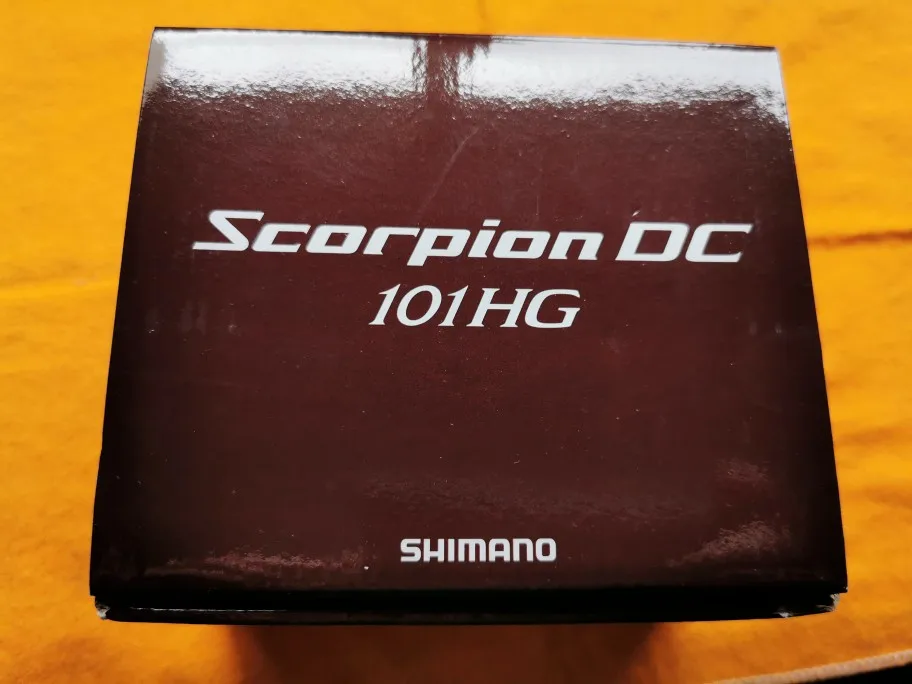 Scorpion DC
101HG
SHIMANO